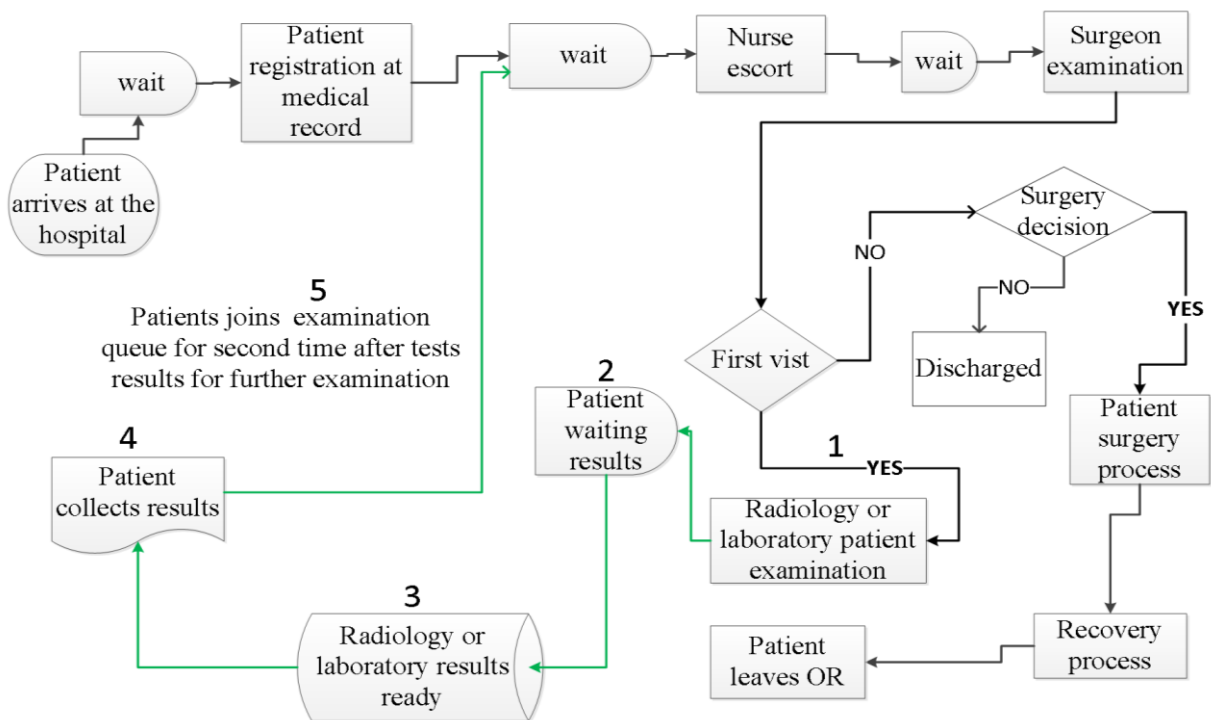 wait
Patient
registration at
medical
record
wait
Nurse
escort
wait
Surgeon
examination
Patient
arrives at the
hospital
Surgery
decision
NO
NO
YES
5
Patients joins examination
queue for second time after tests
results for further examination
First vist
Discharged
2
Patient
waiting
results
Patient
surgery
process
4
Patient
collects results
1
YES
Radiology or
laboratory patient
examination
3
Radiology or
laboratory results
ready
Recovery
process
Patient
leaves OR